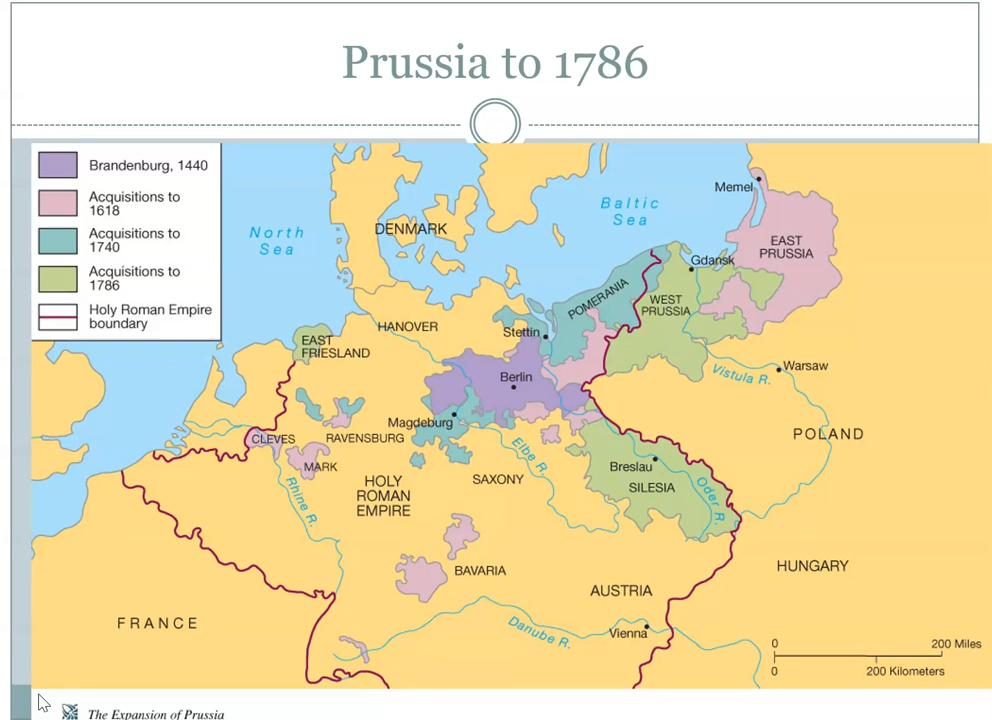 Prussia to 1786
Brandenburg, 1440
Acquisitions to
1618
Acquisitions to
1740
Acquisitions to
1786
Holy Roman Empire
boundary
North
Sea
Baltic
Sea
DENMARK
Memel
EAST
PRUSSIA
Gdansk
POMERANIA
WEST
PRUSSIA
HANOVER
Stettin
EAST
FRIESLAND
Berlin
Warsaw
Vistula R.
Magdeburg
POLAND
CLEVES
RAVENSBURG
MARK
Elbe R.
Breslau
SILESIA
Oder R.
Rhine R.
HOLY
ROMAN
EMPIRE
SAXONY
BAVARIA
HUNGARY
AUSTRIA
FRANCE
Danube R.
Vienna
0 200 Miles
0 200 Kilometers
The Expansion of Prussia